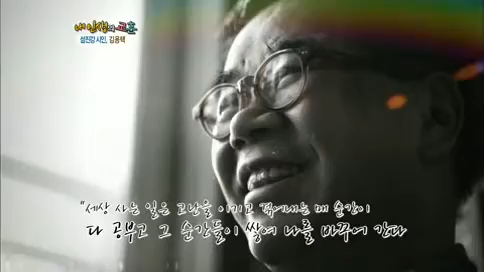 내 인생의 교훈
섬진강 시인, 김용택
"세상 사는 일은 고난을 이기고 겪어내는 매 순간이
다 공부고 그 순간들이 쌓여 나를 바꾸어 간다